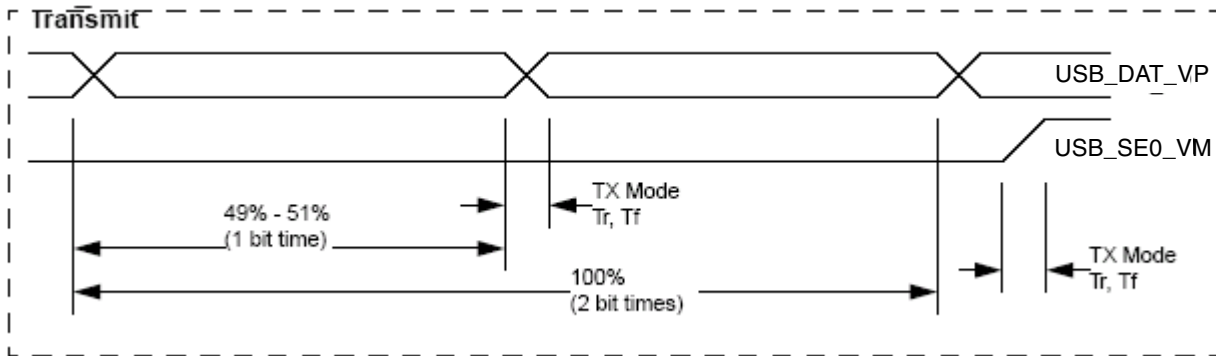 Transmit
USB_DAT_VP
USB_SE0_VM
TX Mode
Tr, Tf
49% - 51%
(1 bit time)
TX Mode
Tr, Tf
100%
(2 bit times)